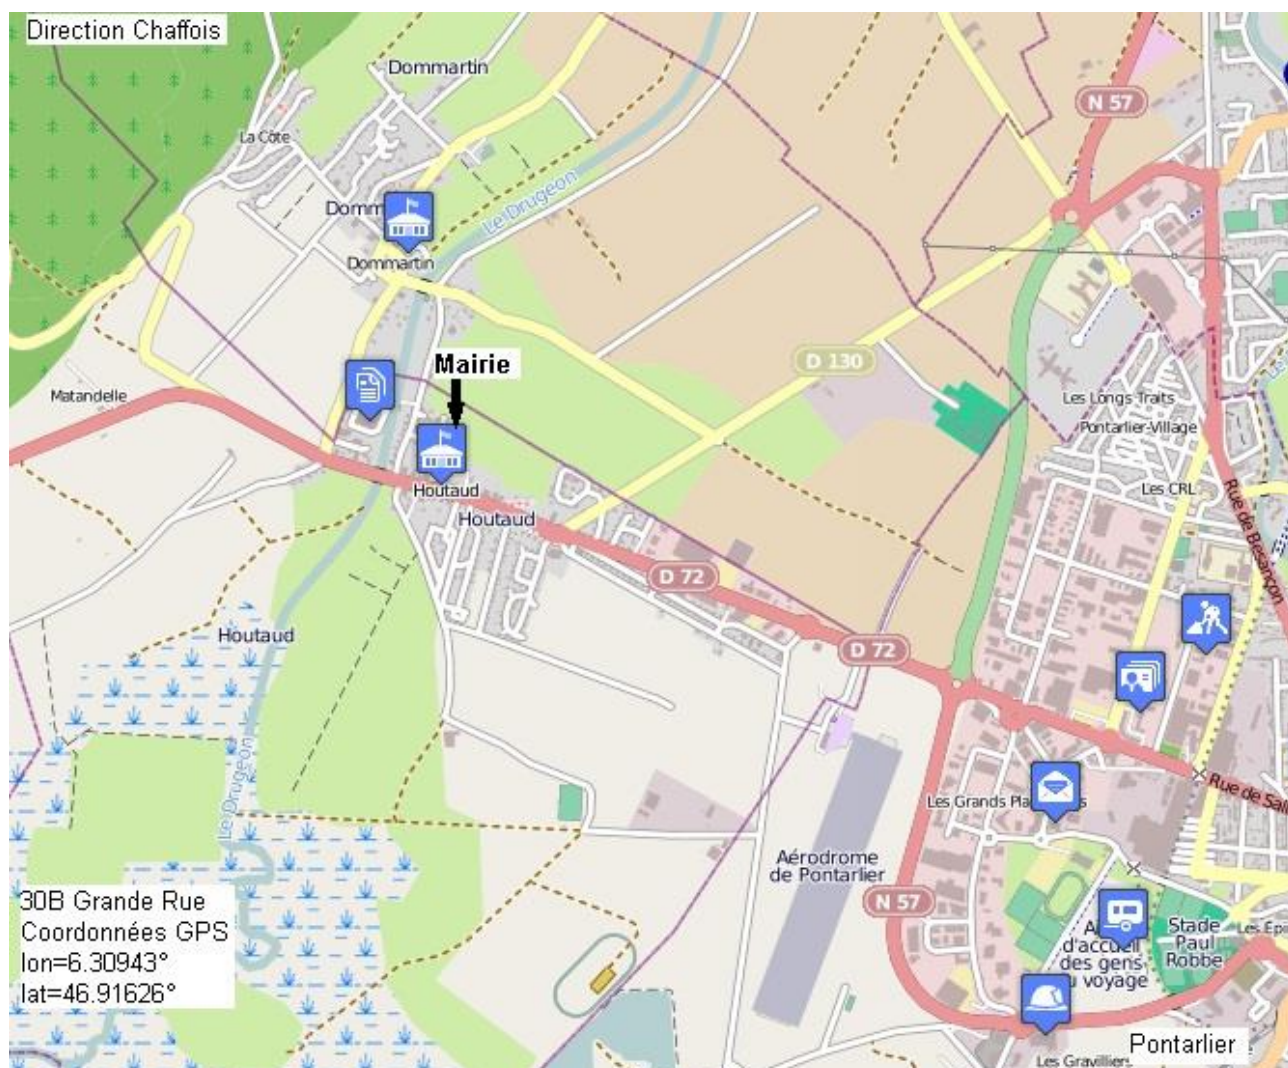 Direction Chaffois
Dommartin
N 57
La Côte
Le Drugeon
Dommartin
D 130
Mairie
Matandelle
Les Longs Traits
Pontarlier-Village
Les CRL
Houtaud
Houtaud
Rue de Besançon
D 72
Houtaud
D 72
Le Drugeon
Rue de
Les Grands
Aérodrome
de Pontarlier
30B Grande Rue
Coordonnées GPS
lon=6.30943°
lat=46.91626°
N 57
d'accueil
des gens
voyage
Stade
Paul
Robbe
Pontarlier
Les Gravilliers